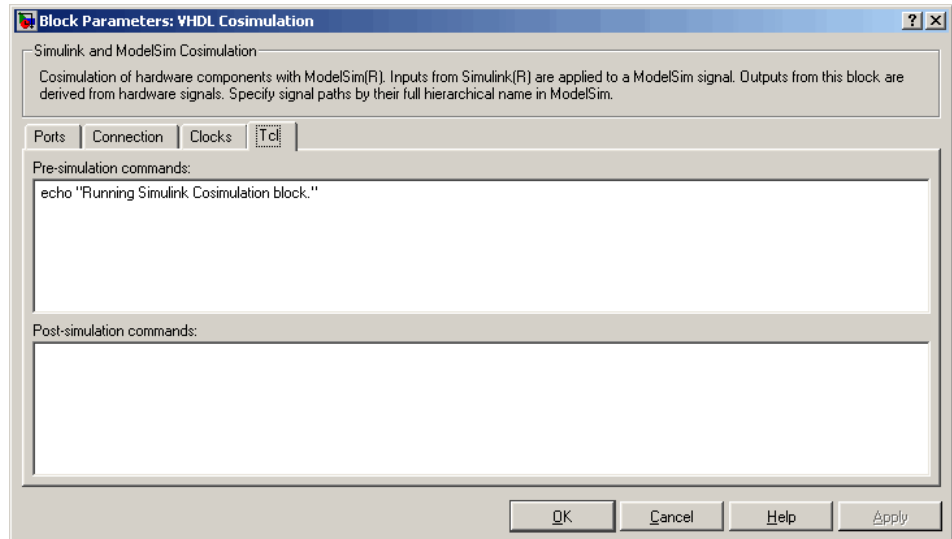 Block Parameters: VHDL Cosimulation
Simulink and ModelSim Cosimulation
Cosimulation of hardware components with ModelSim(R). Inputs from Simulink(R) are applied to a ModelSim signal. Outputs from this block are
derived from hardware signals. Specify signal paths by their full hierarchical name in ModelSim.
Ports Connection Clocks Tcl
Pre-simulation commands:
echo "Running Simulink Cosimulation block."
Post-simulation commands:
OK Cancel Help Apply